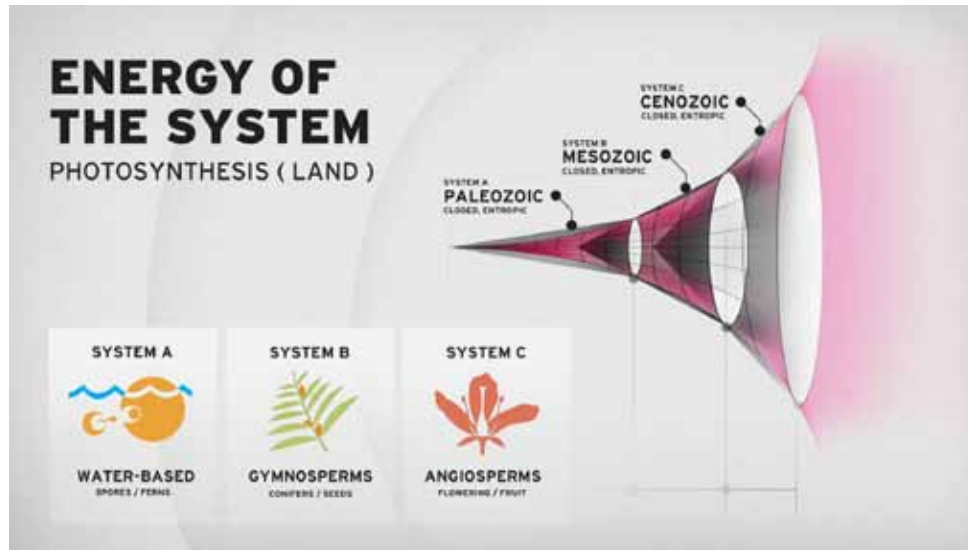 ENERGY OF
THE SYSTEM
PHOTOSYNTHESIS ( LAND )
SYSTEM C
CENOZOIC
CLOSED, ENTROPIC
SYSTEM B
MESOZOIC
CLOSED, ENTROPIC
SYSTEM A
PALEOZOIC
CLOSED, ENTROPIC
SYSTEM A
WATER-BASED
SPORES / FERNS
SYSTEM B
GYMNOSPERMS
CONIFERS / SEEDS
SYSTEM C
ANGIOSPERMS
FLOWERING / FRUIT